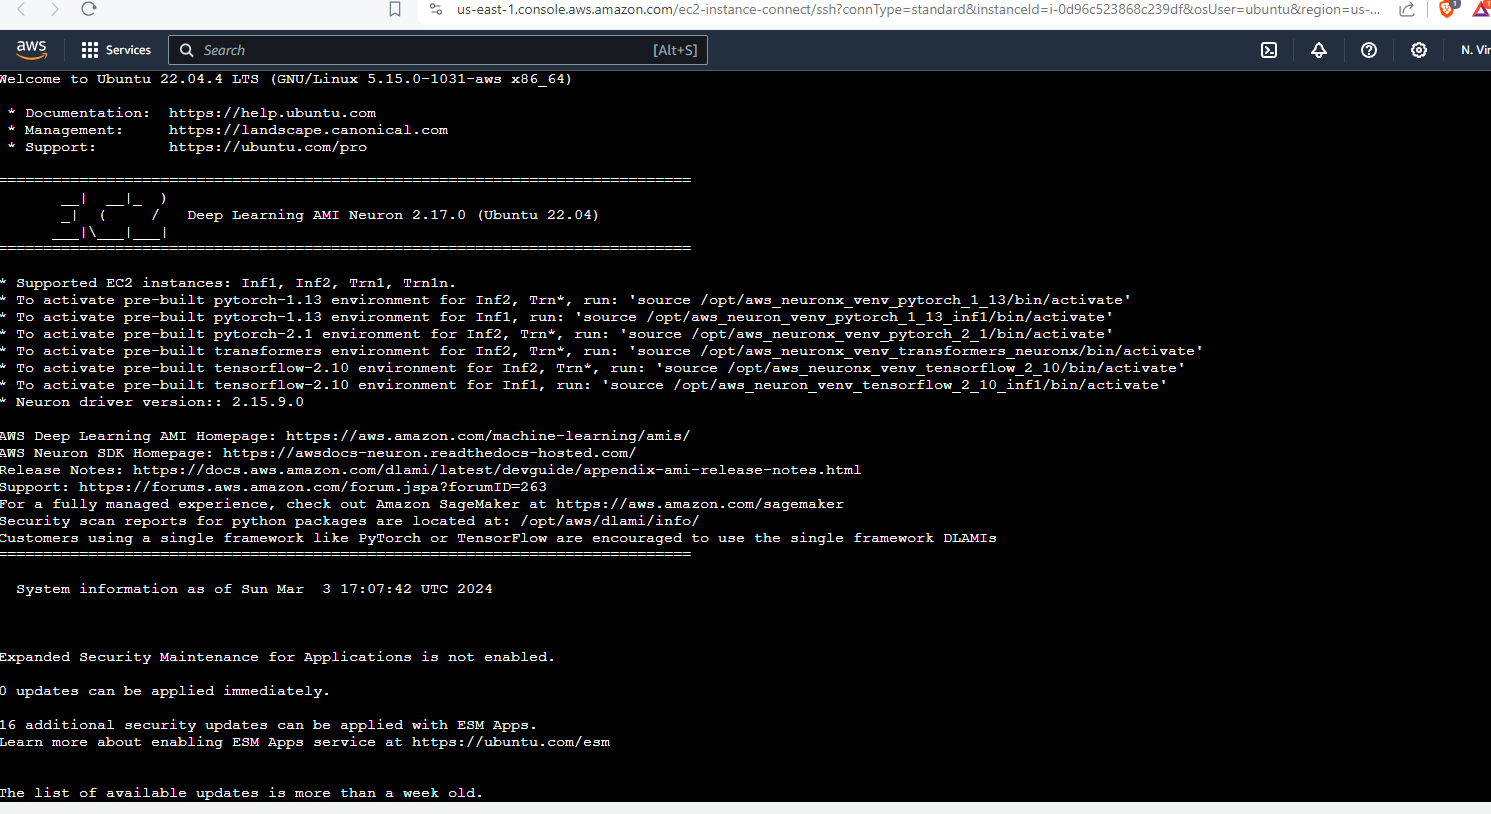 us-east-1.console.aws.amazon.com/ec2-instance-connect/ssh?connType=standard&instanceId=i-0d96c523868c239df&osUser=ubuntu&region=us-...
1
aws Services Search [Alt+S] N. Vir
Welcome to Ubuntu 22.04.4 LTS (GNU/Linux 5.15.0-1031-aws x86_64)
* Documentation: https://help.ubuntu.com
* Management: https://landscape.canonical.com
* Support: https://ubuntu.com/pro
=============================================================================
__| __|_ )
_| ( / Deep Learning AMI Neuron 2.17.0 (Ubuntu 22.04)
___|\___|___|
=============================================================================
* Supported EC2 instances: Inf1, Inf2, Trn1, Trn1n.
* To activate pre-built pytorch-1.13 environment for Inf2, Trn*, run: 'source /opt/aws_neuronx_venv_pytorch_1_13/bin/activate'
* To activate pre-built pytorch-1.13 environment for Inf1, run: 'source /opt/aws_neuron_venv_pytorch_1_13_inf1/bin/activate'
* To activate pre-built pytorch-2.1 environment for Inf2, Trn*, run: 'source /opt/aws_neuronx_venv_pytorch_2_1/bin/activate'
* To activate pre-built transformers environment for Inf2, Trn*, run: 'source /opt/aws_neuronx_venv_transformers_neuronx/bin/activate'
* To activate pre-built tensorflow-2.10 environment for Inf2, Trn*, run: 'source /opt/aws_neuronx_venv_tensorflow_2_10/bin/activate'
* To activate pre-built tensorflow-2.10 environment for Inf1, run: 'source /opt/aws_neuron_venv_tensorflow_2_10_inf1/bin/activate'
* Neuron driver version:: 2.15.9.0
AWS Deep Learning AMI Homepage: https://aws.amazon.com/machine-learning/amis/
AWS Neuron SDK Homepage: https://awsdocs-neuron.readthedocs-hosted.com/
Release Notes: https://docs.aws.amazon.com/dlami/latest/devguide/appendix-ami-release-notes.html
Support: https://forums.aws.amazon.com/forum.jspa?forumID=263
For a fully managed experience, check out Amazon SageMaker at https://aws.amazon.com/sagemaker
Security scan reports for python packages are located at: /opt/aws/dlami/info/
Customers using a single framework like PyTorch or TensorFlow are encouraged to use the single framework DLAMIs
=============================================================================
System information as of Sun Mar  3 17:07:42 UTC 2024
Expanded Security Maintenance for Applications is not enabled.
0 updates can be applied immediately.
16 additional security updates can be applied with ESM Apps.
Learn more about enabling ESM Apps service at https://ubuntu.com/esm
The list of available updates is more than a week old.